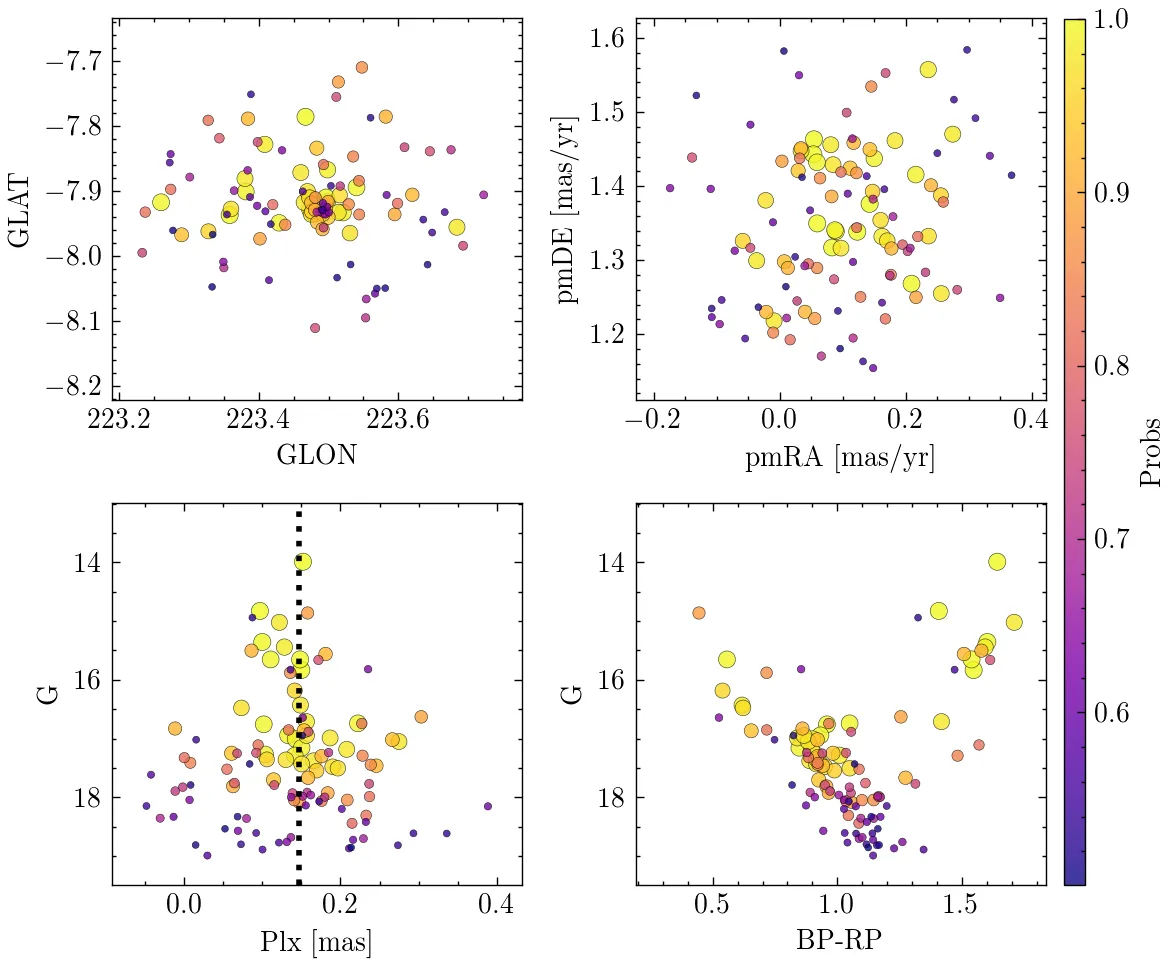 −7.7
−7.8
−7.9
−8.0
−8.1
−8.2
GLAT
223.2 223.4 223.6
GLON
1.6
1.5
1.4
1.3
1.2
pmDE [mas/yr]
−0.2 0.0 0.2 0.4
pmRA [mas/yr]
1.0
0.9
0.8
0.7
0.6
Probs
14
16
18
G
0.0 0.2 0.4
Plx [mas]
14
16
18
G
0.5 1.0 1.5
BP-RP